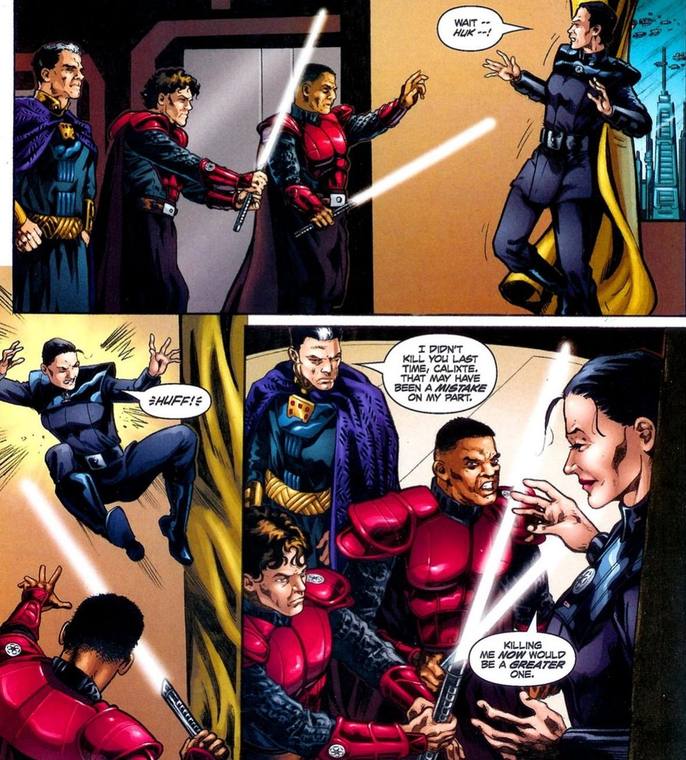 WAIT --
HUK --!
HUFF!
I DIDN'T
KILL YOU LAST
TIME, CALIXTE.
THAT MAY HAVE
BEEN A MISTAKE
ON MY PART.
KILLING
ME NOW WOULD
BE A GREATER
ONE.